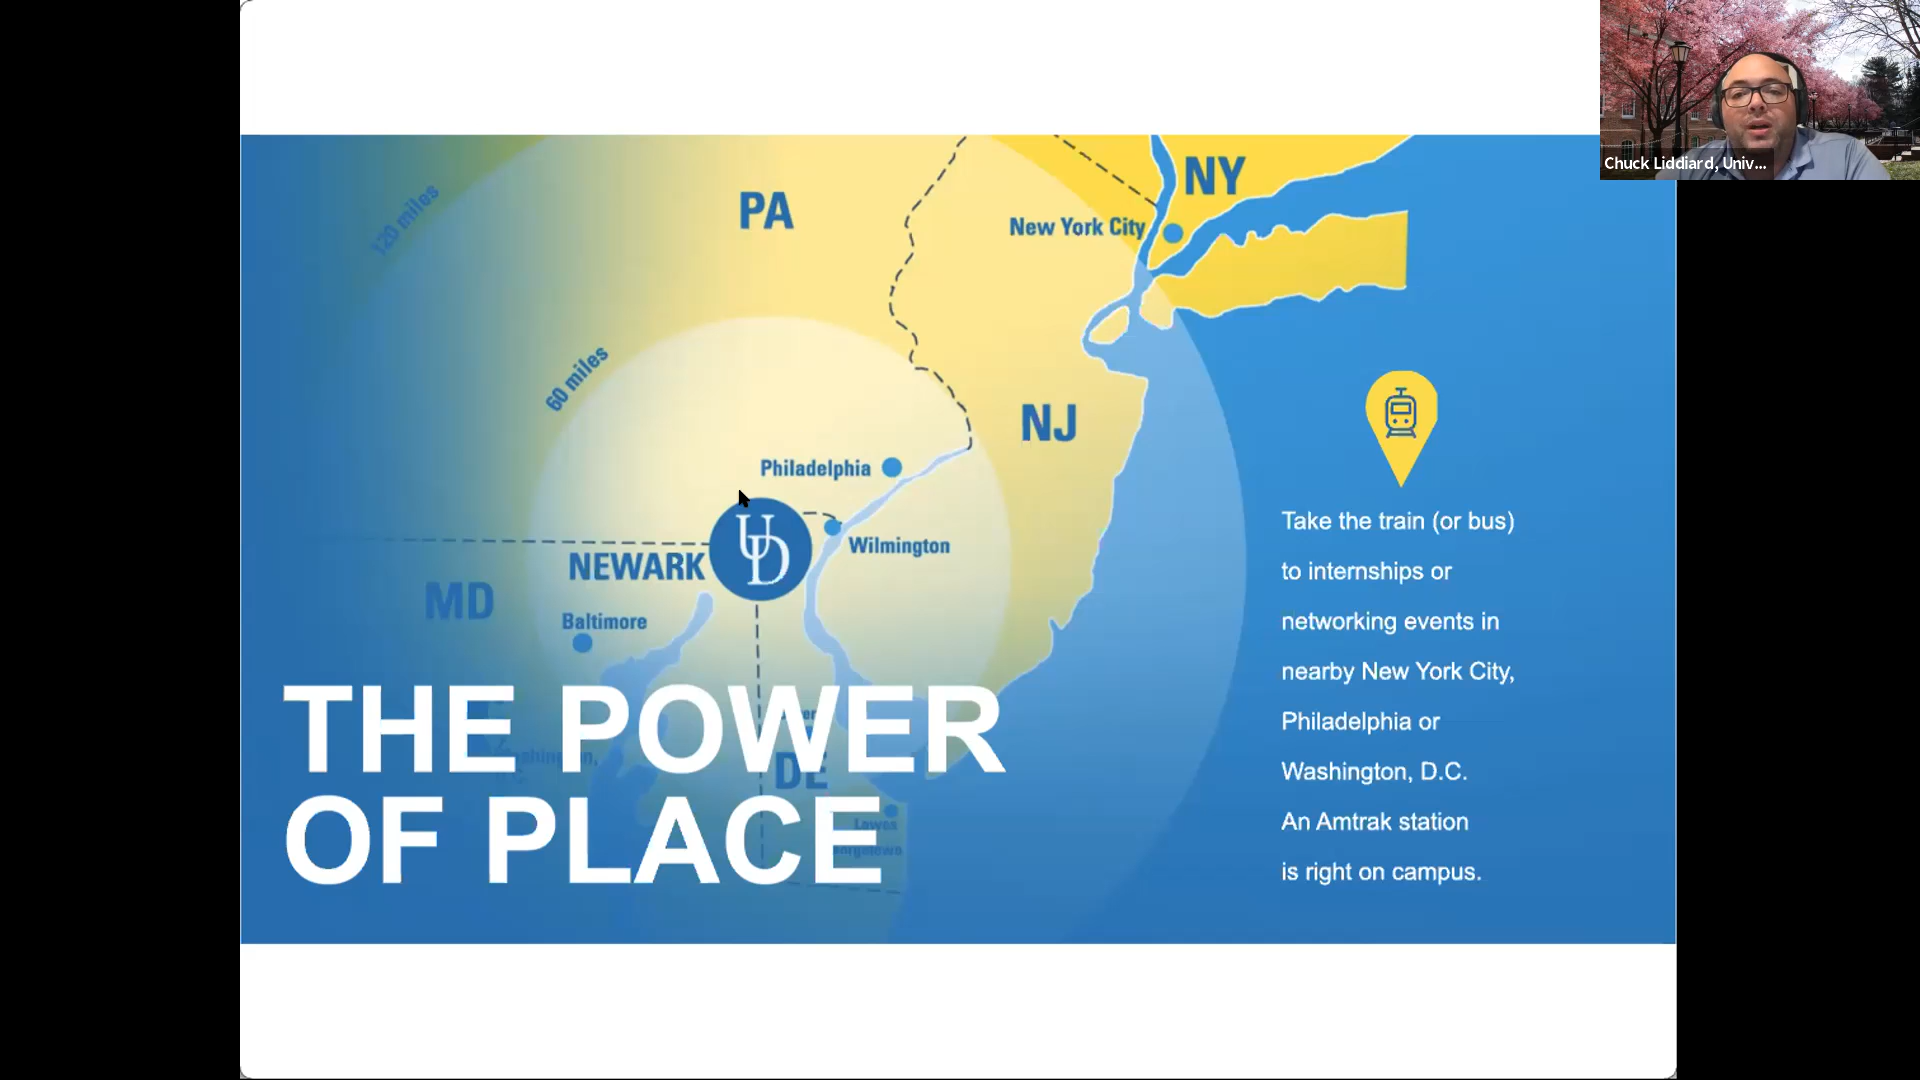 Chuck Liddiard, Univ...
120 miles
PA
NY
New York City
60 miles
NJ
Philadelphia
UD
Wilmington
NEWARK
MD
Baltimore
THE POWER
OF PLACE
DE
Lewes
Take the train (or bus)
to internships or
networking events in
nearby New York City,
Philadelphia or
Washington, D.C.
An Amtrak station
is right on campus.